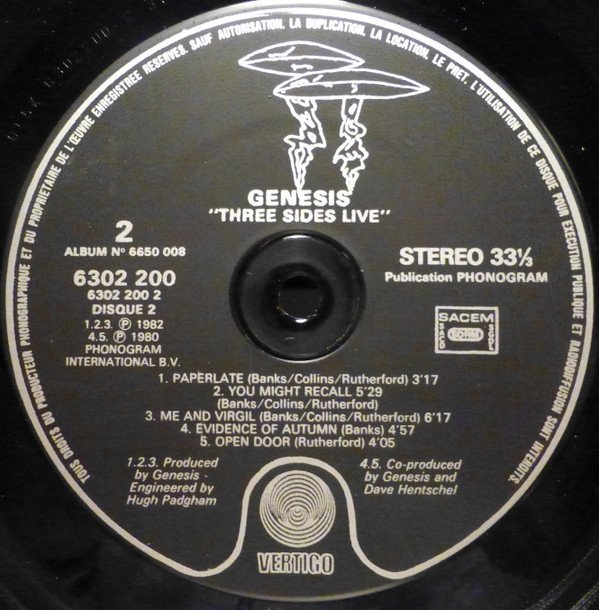 TOUS DROITS DU PRODUCTEUR PHONOGRAPHIQUE ET DU PROPRIETAIRE DE L'ŒUVRE ENREGISTREE RESERVES. SAUF AUTORISATION, LA DUPLICATION, LA LOCATION, LE PRET, L'UTILISATION DE CE DISQUE POUR EXECUTION PUBLIQUE ET RADIODIFFUSION SONT INTERDITS.
GENESIS
"THREE SIDES LIVE"
2
ALBUM N° 6650 008
6302 200
6302 200 2
DISQUE 2
1.2.3. ℗ 1982
4.5. ℗ 1980
PHONOGRAM
INTERNATIONAL B.V.
STEREO 33⅓
Publication PHONOGRAM
SACEM
1. PAPERLATE (Banks/Collins/Rutherford) 3'17
2. YOU MIGHT RECALL 5'29
(Banks/Collins/Rutherford)
3. ME AND VIRGIL (Banks/Collins/Rutherford) 6'17
4. EVIDENCE OF AUTUMN (Banks) 4'57
5. OPEN DOOR (Rutherford) 4'05
1.2.3. Produced
by Genesis -
Engineered by
Hugh Padgham
4.5. Co-produced
by Genesis and
Dave Hentschel
VERTIGO